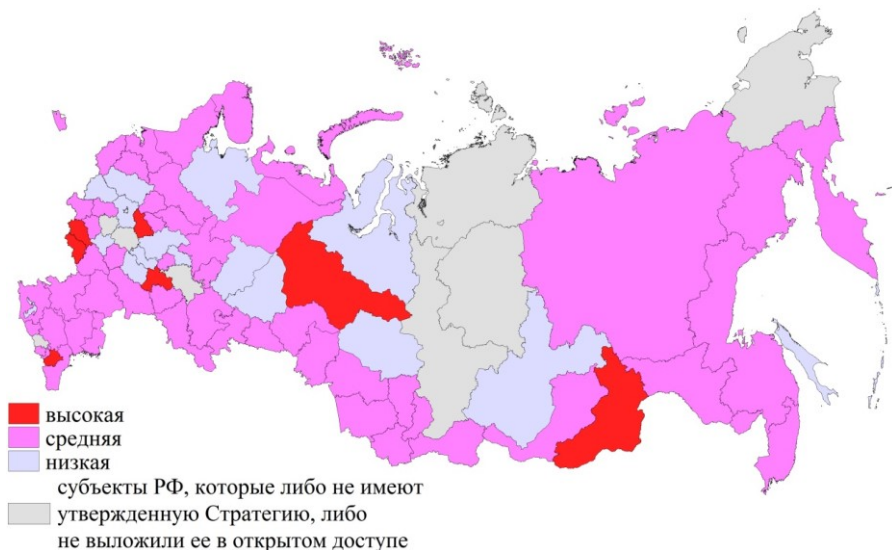 высокая
средняя
низкая
субъекты РФ, которые либо не имеют
утвержденную Стратегию, либо
не выложили ее в открытом доступе